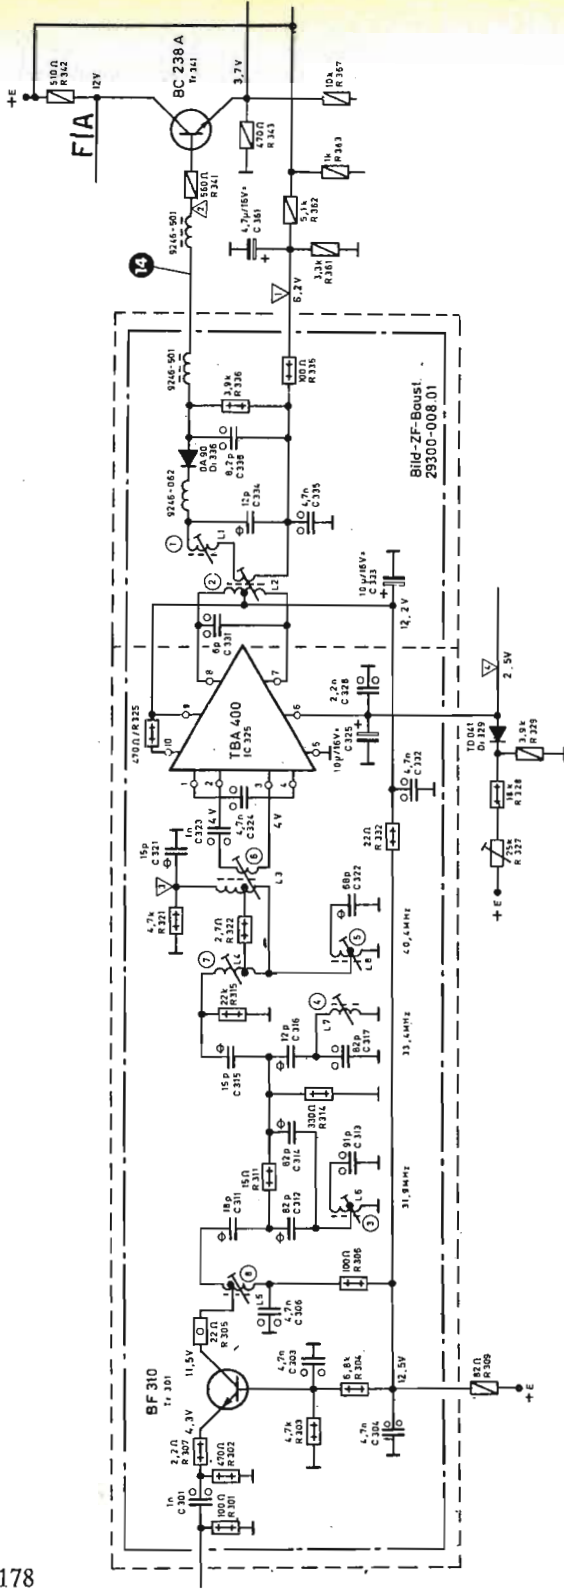 +E
510Ω
R342
12V
F/A
BC 238 A
Tr 341
3,7V
10k
R367
470Ω
R343
1k
R363
560Ω
R341
2
9246-501
14
4,7µ/16V=
C361
+
5,1k
R362
3,3k
R361
1
6,2V
9246-501
3,9k
R336
100Ω
R335
OA 90
Di 336
8,2p
C336
9246-062
12p
C334
4,7n
C335
Bild-ZF-Baust.
29300-008.01
1
L1
2
L2
6p
C331
10µ/16V=
C323
+
12,2V
470Ω/R325
10
9
8
7
6
5
TBA 400
IC 325
1
2
3
4
2,2n
C328
10µ/16V=
C325
+
4
2,5V
TD 041
Di 329
3,9k
R329
18k
R328
25k
R327
+E
4,7n
C332
22Ω
R332
1n
C323
4V
4,7n
C324
4V
15p
C321
3
4,7k
R321
6
L3
2,7Ω
R322
68p
C322
5
L8
40,4MHz
7
L4
22k
R315
15p
C315
12p
C316
4
L7
82p
C317
33,4MHz
330Ω
R314
82p
C314
15Ω
R311
18p
C311
82p
C312
91p
C313
L6
3
31,9MHz
8
L5
4,7n
C306
100Ω
R306
22Ω
R305
11,5V
BF 310
Tr 301
4,3V
4,7n
C303
6,8k
R304
12,5V
82Ω
R309
+E
4,7k
R303
4,7n
C304
2,2Ω
R307
470Ω
R302
1n
C301
100Ω
R301
178